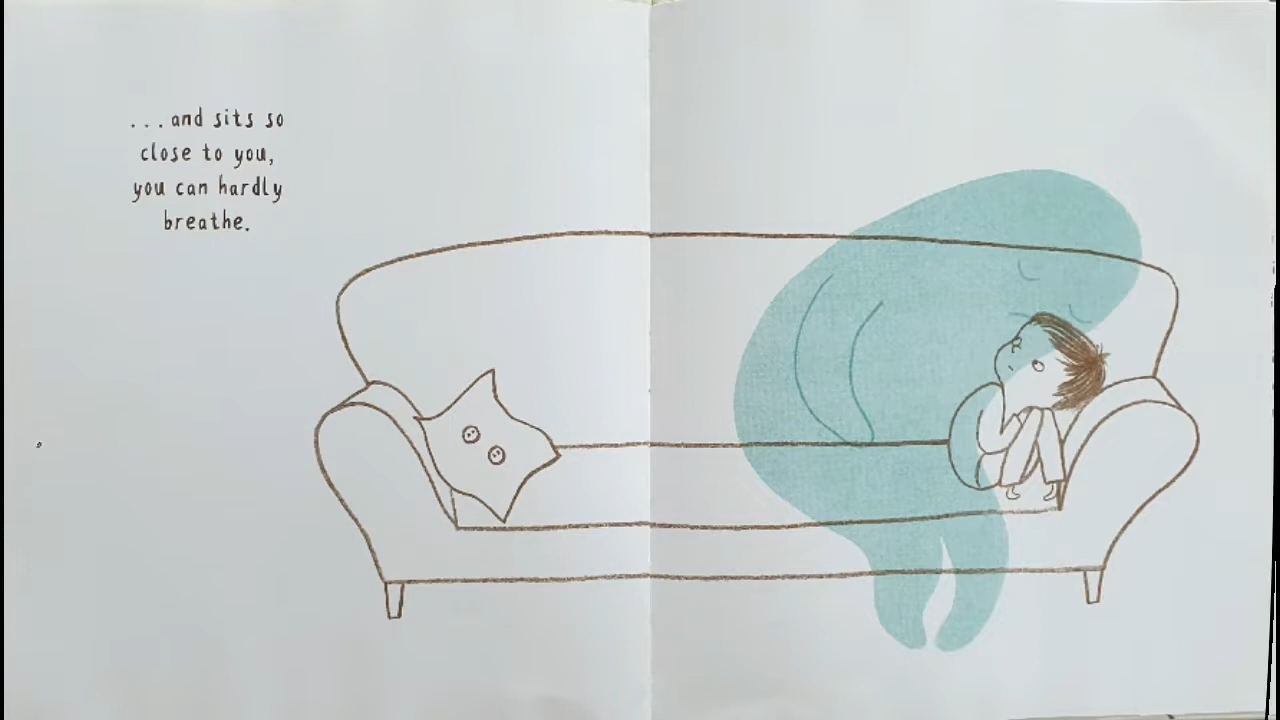 ...and sits so
close to you,
you can hardly
breathe.